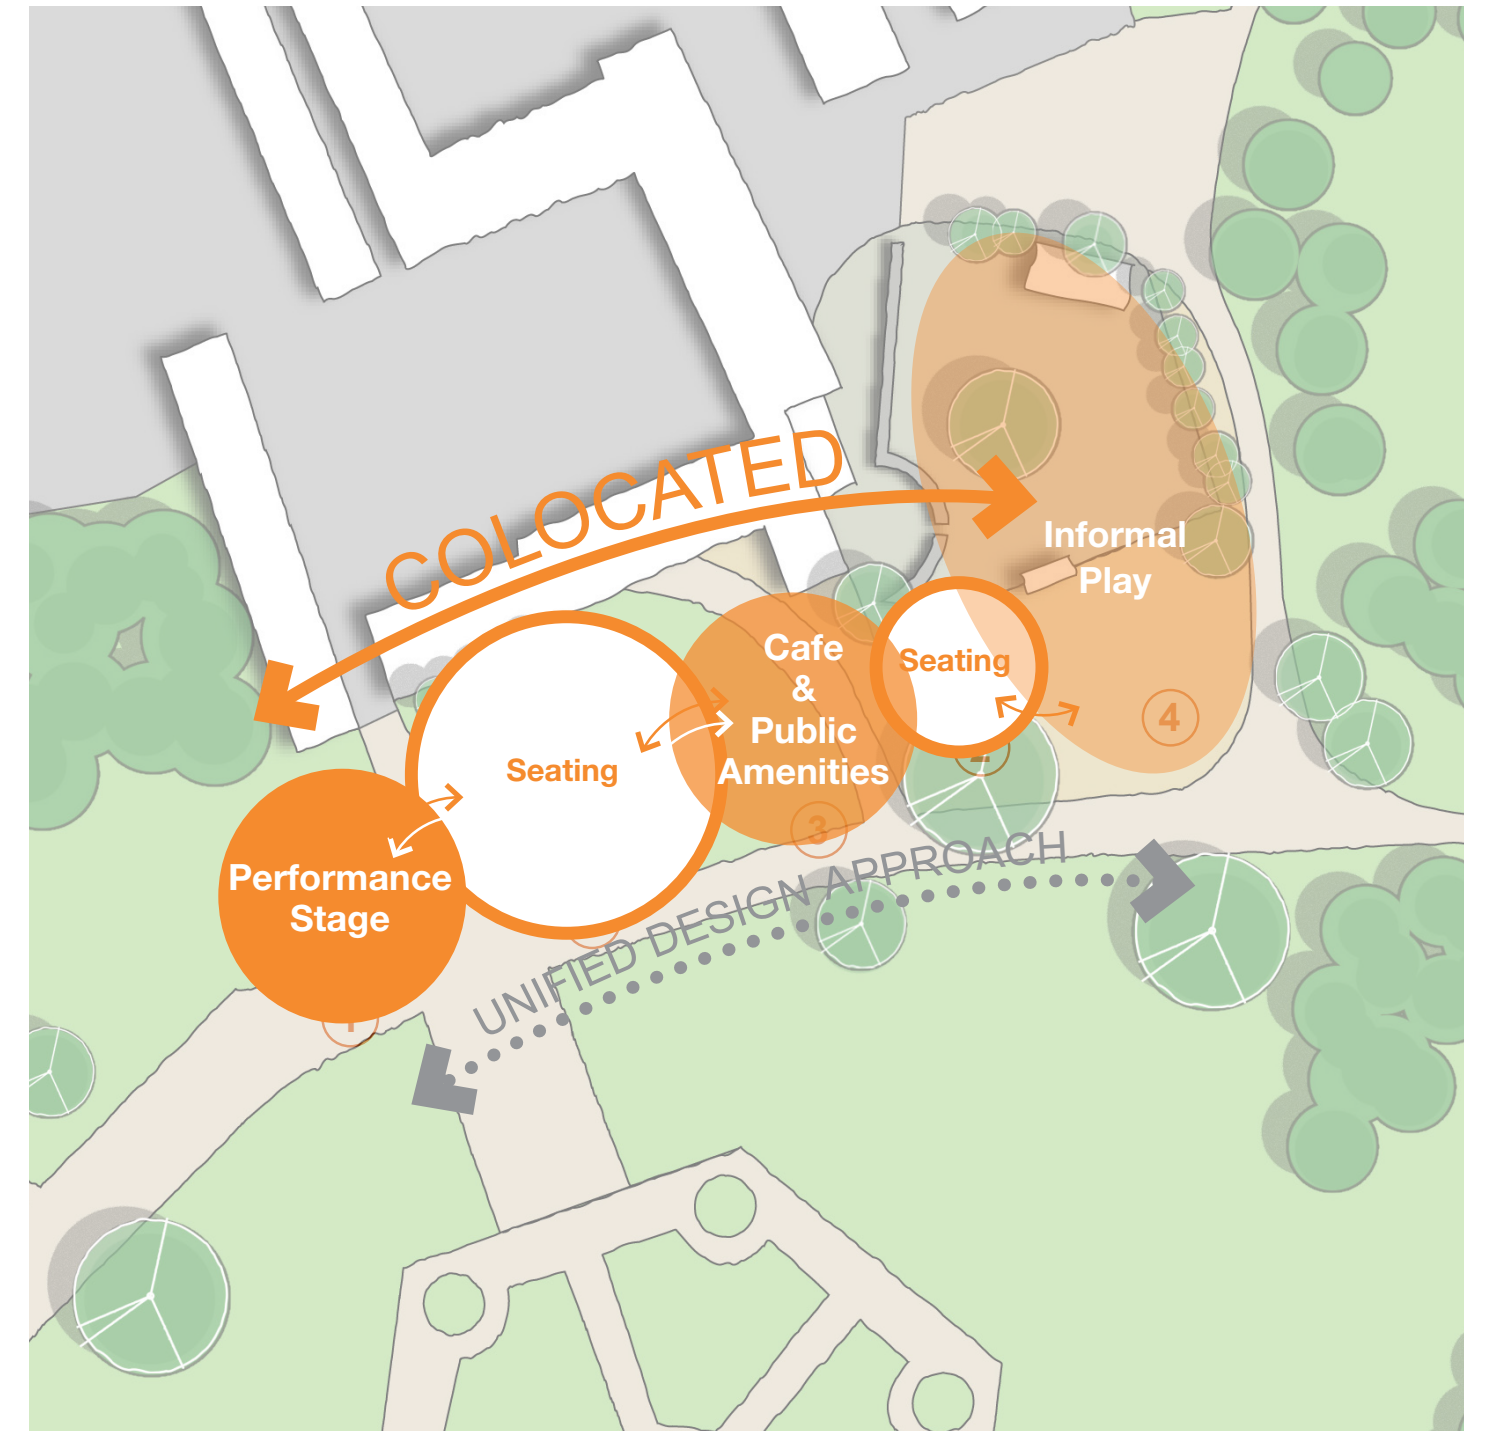 COLOCATED
Informal
Play
Cafe
&
Public
Amenities
Seating
Seating
4
3
Performance
Stage
UNIFIED DESIGN APPROACH